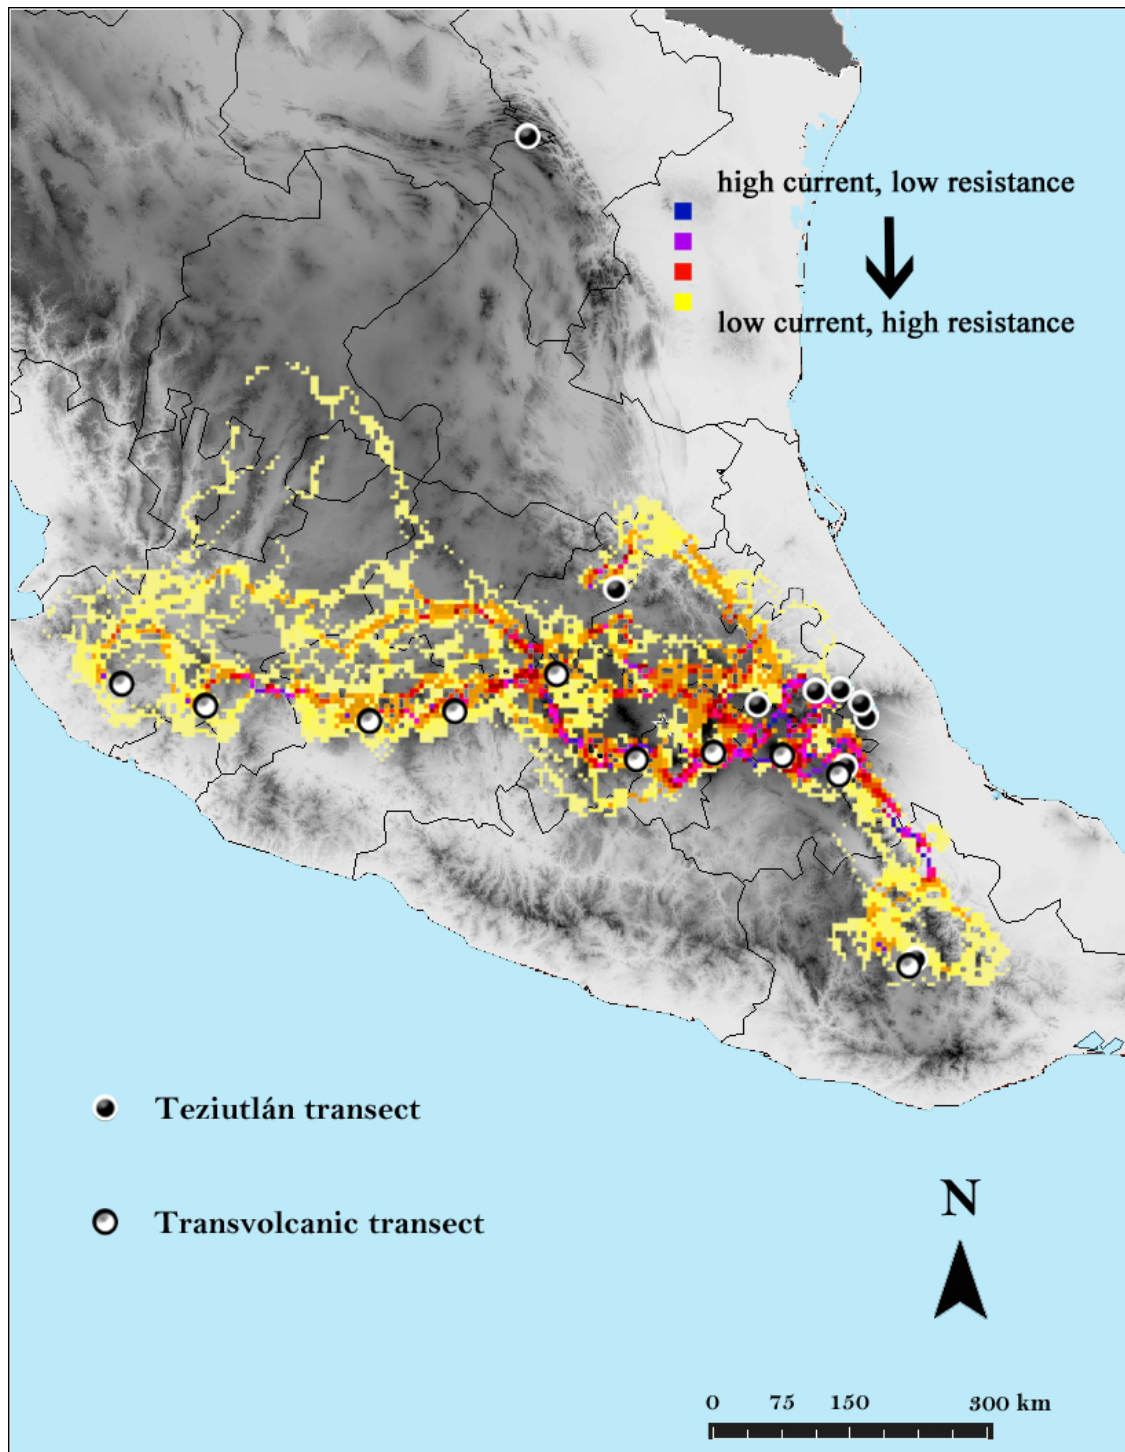 high current, low resistance
low current, high resistance
Teziutlán transect
Transvolcanic transect
N
0 75 150 300 km